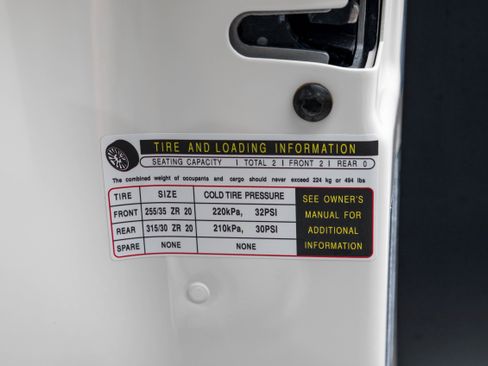 TIRE AND LOADING INFORMATION
SEATING CAPACITY | TOTAL 2 | FRONT 2 | REAR 0
The combined weight of occupants and cargo should never exceed 224 kg or 494 lbs
TIRE SIZE COLD TIRE PRESSURE
FRONT 255/35 ZR 20 220kPa, 32PSI
REAR 315/30 ZR 20 210kPa, 30PSI
SPARE NONE NONE
SEE OWNER'S
MANUAL FOR
ADDITIONAL
INFORMATION